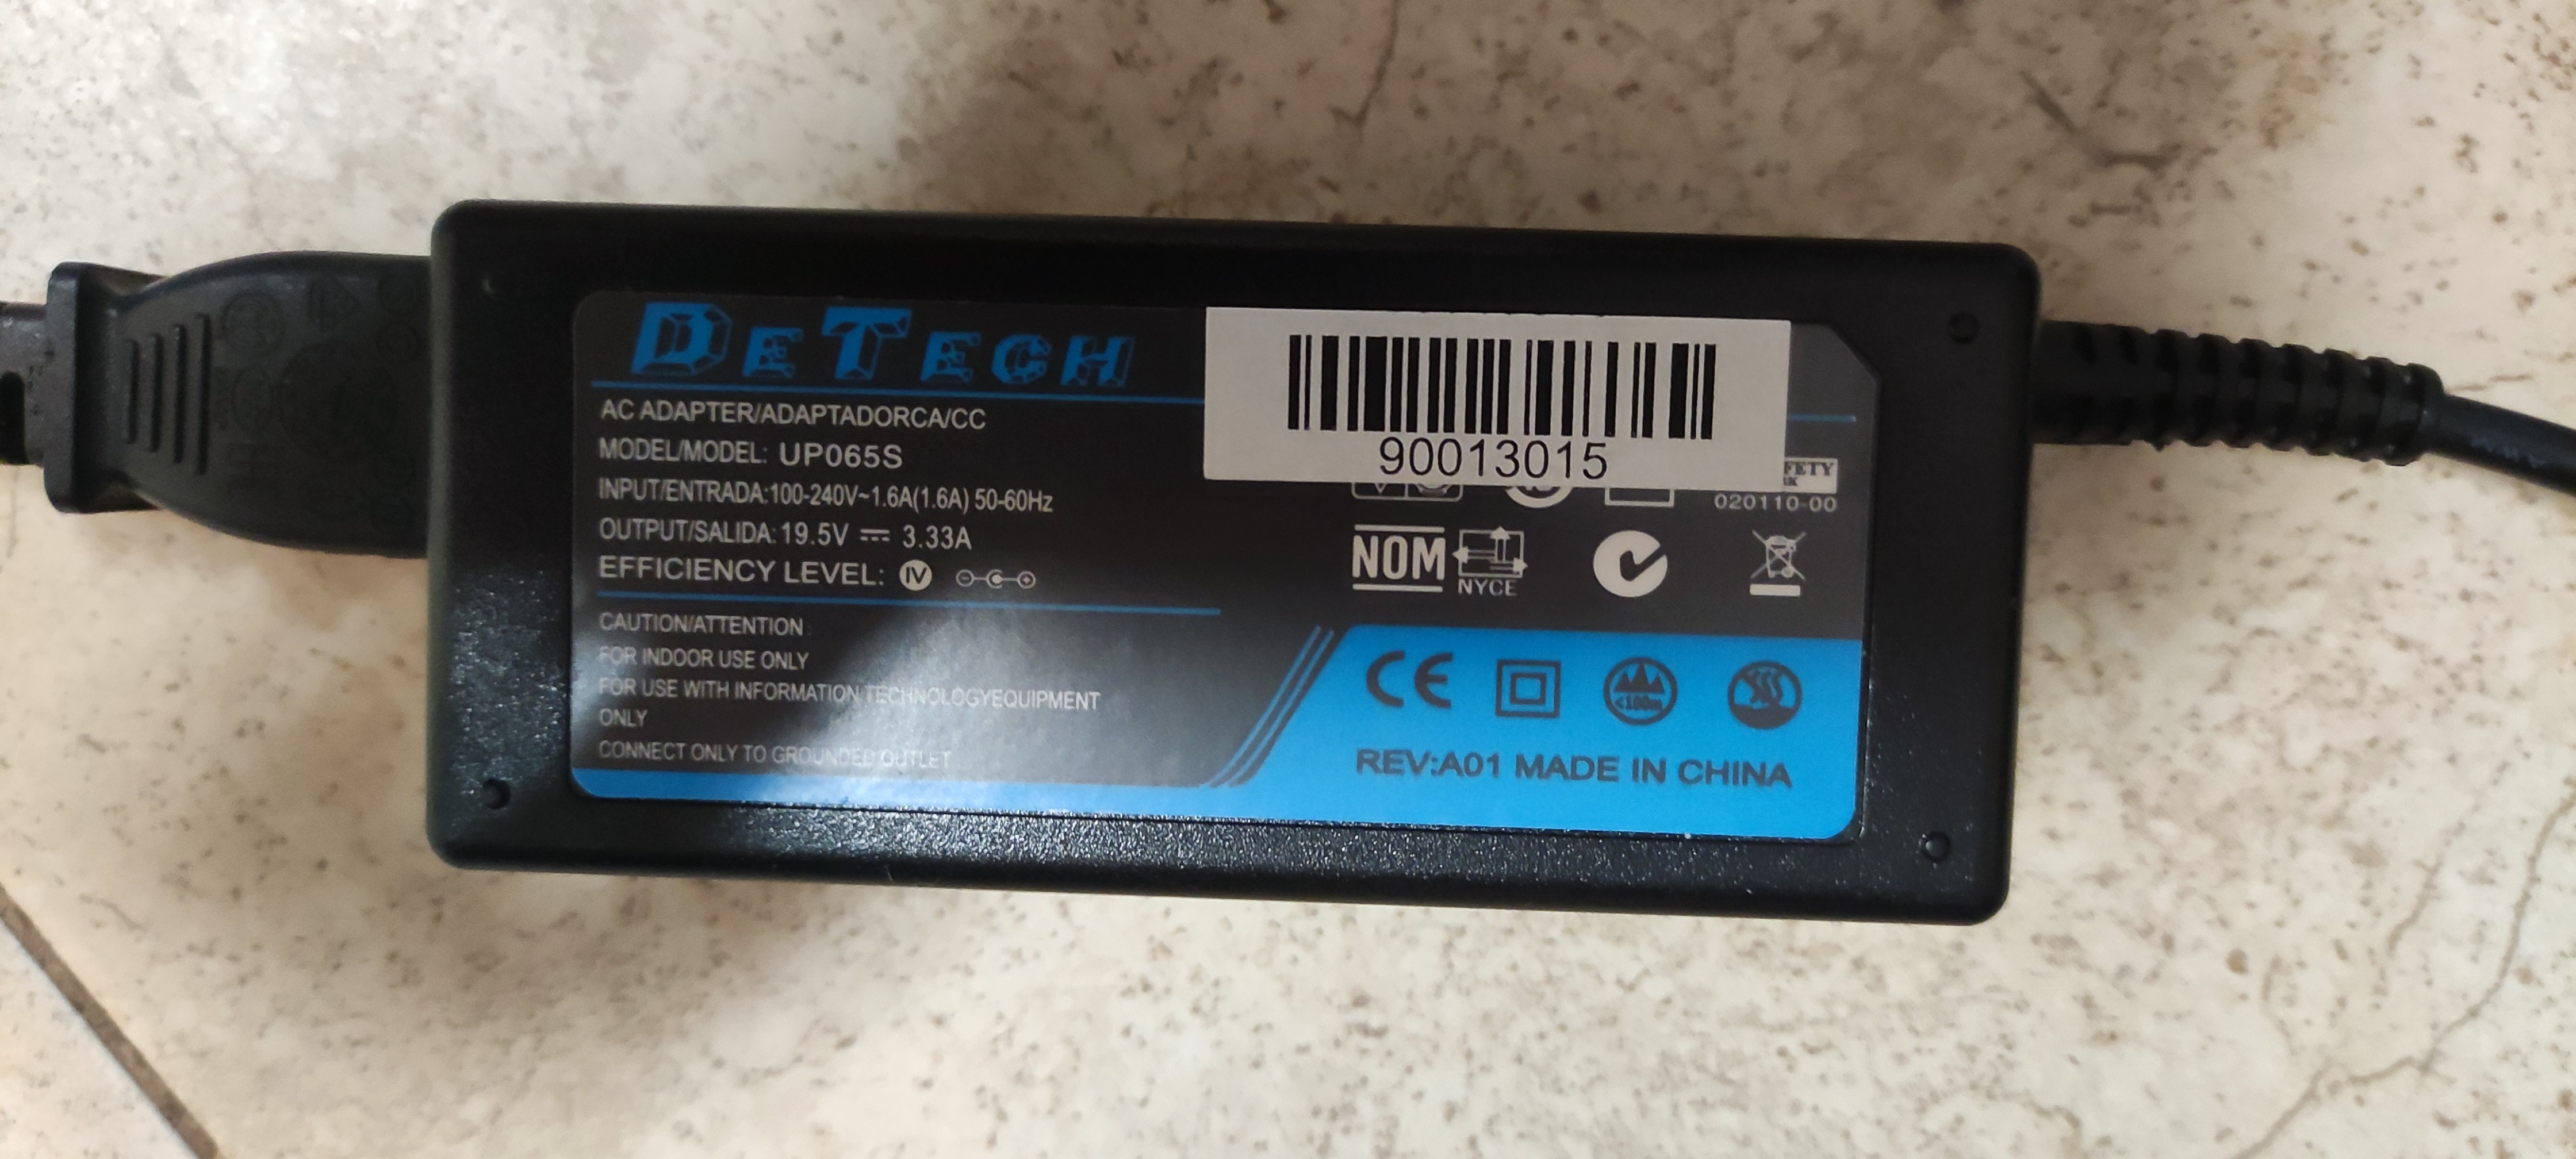 DETECH
AC ADAPTER/ADAPTADORCA/CC
MODEL/MODEL: UP065S
INPUT/ENTRADA:100-240V~1.6A(1.6A) 50-60Hz
OUTPUT/SALIDA: 19.5V ⎓ 3.33A
EFFICIENCY LEVEL: IV
CAUTION/ATTENTION
FOR INDOOR USE ONLY
FOR USE WITH INFORMATION TECHNOLOGYEQUIPMENT
ONLY
CONNECT ONLY TO GROUNDED OUTLET
90013015
FETY
020110-00
NOM
NYCE
CE
<100m
REV:A01 MADE IN CHINA